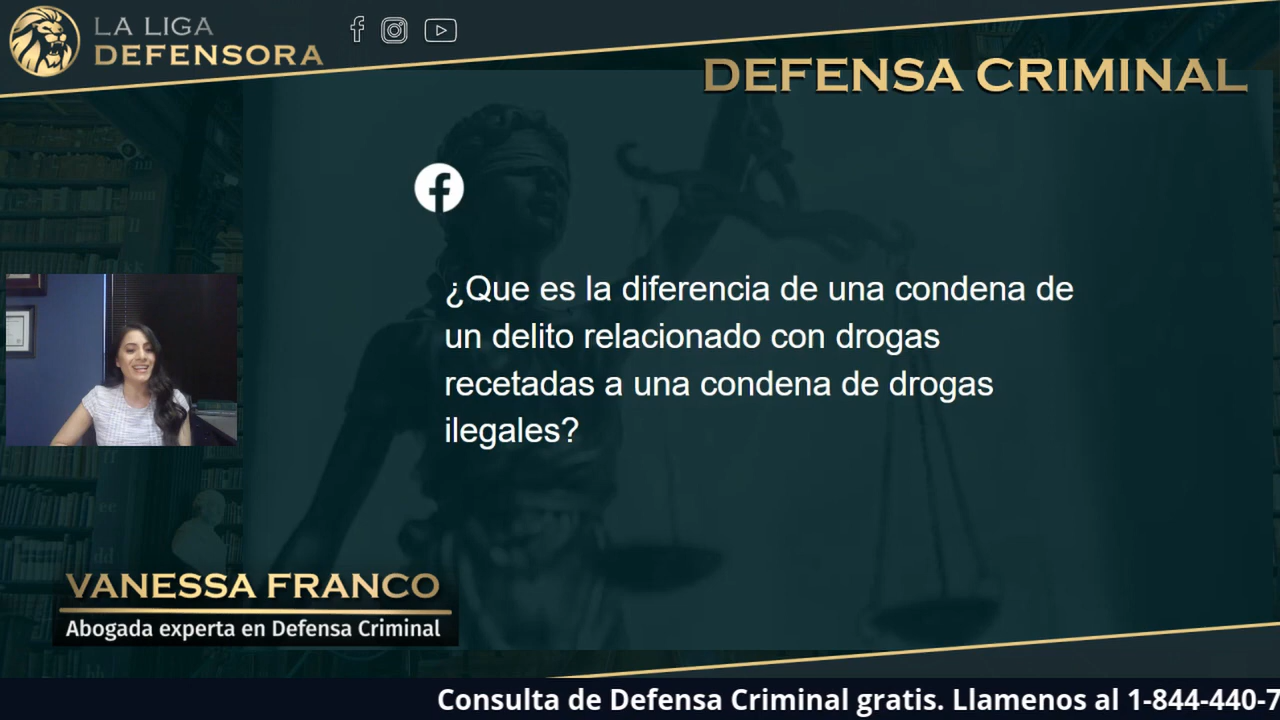 LA LIGA
DEFENSORA
DEFENSA CRIMINAL
¿Que es la diferencia de una condena de
un delito relacionado con drogas
recetadas a una condena de drogas
ilegales?
VANESSA FRANCO
Abogada experta en Defensa Criminal
Consulta de Defensa Criminal gratis. Llamenos al 1-844-440-7